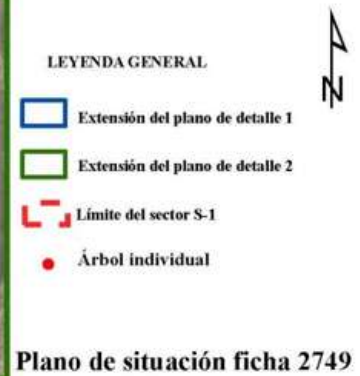 N
LEYENDA GENERAL
Extensión del plano de detalle 1
Extensión del plano de detalle 2
Límite del sector S-1
Árbol individual
Plano de situación ficha 2749